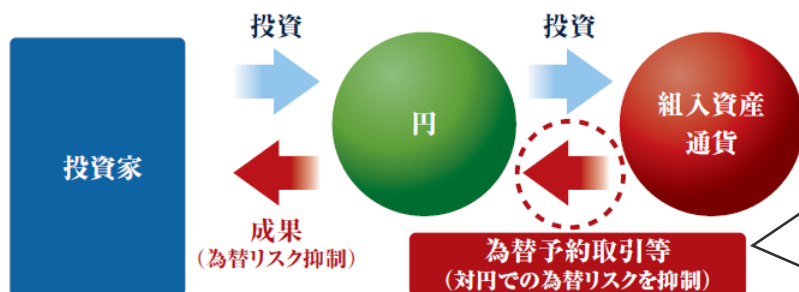 投資
投資
投資家
円
組入資産
通貨
成果
(為替リスク抑制)
為替予約取引等
(対円での為替リスクを抑制)